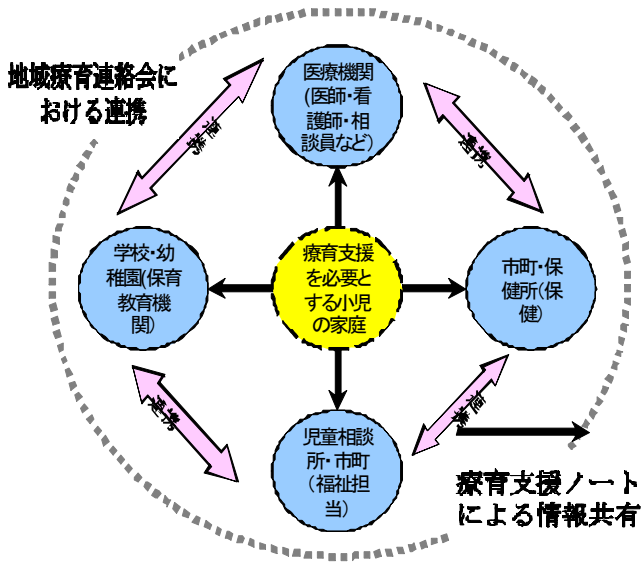 地域療育連絡会に
おける連携
医療機関
(医師・看
護師・相
談員など)
連携
連携
学校・幼
稚園(保育
教育機
関)
療育支援
を必要と
する小児
の家庭
市町・保
健所(保
健)
連携
連携
児童相談
所・市町
(福祉担
当)
療育支援ノート
による情報共有